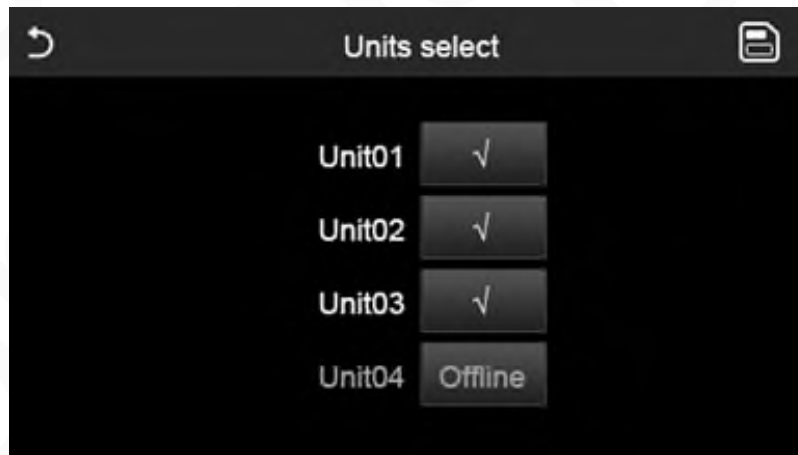 Units select
Unit01 √
Unit02 √
Unit03 √
Unit04 Offline